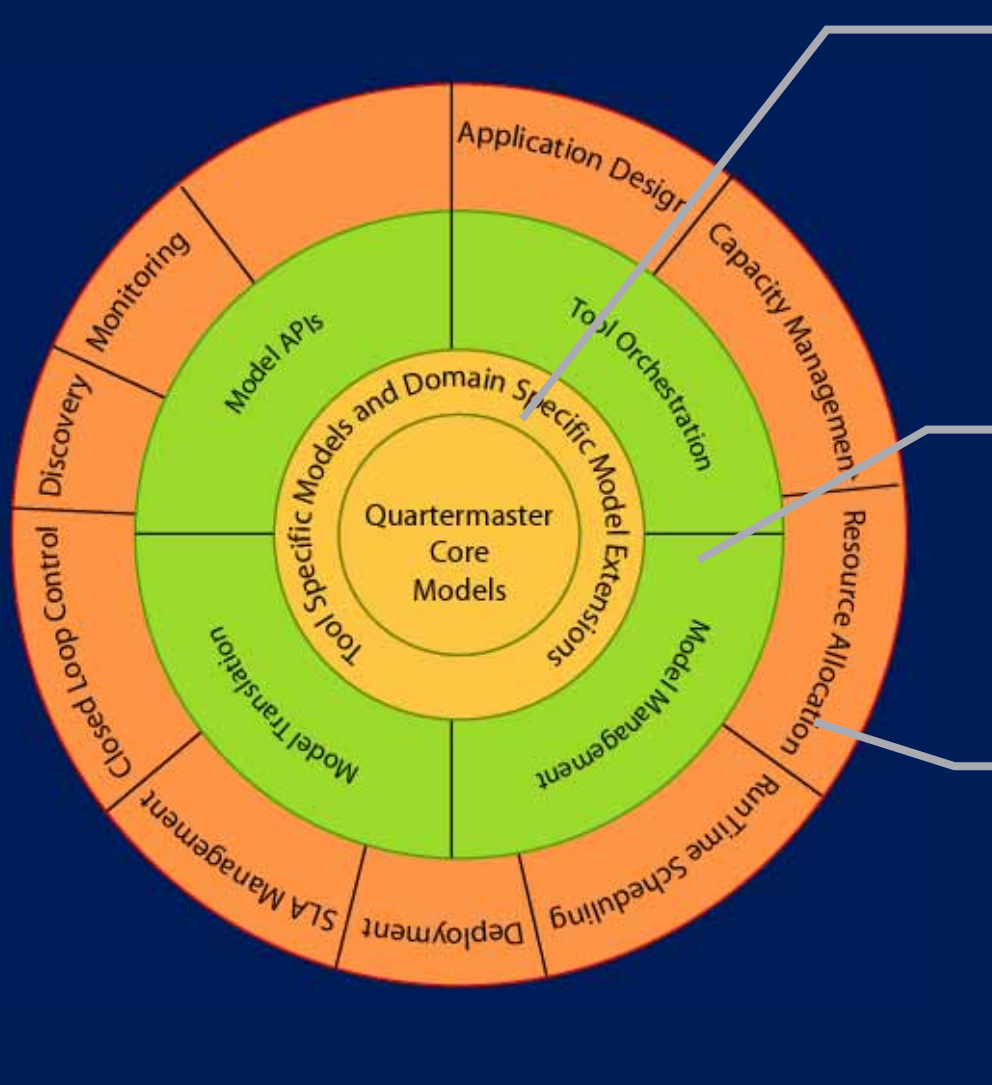 Application Design
Capacity Management
Resource Allocation
RunTime Scheduling
Deployment
SLA Management
Closed Loop Control
Discovery
Monitoring
Tool Orchestration
Model Management
Model Translation
Model APIs
Tool Specific Models and Domain Specific Model Extensions
Quartermaster
Core
Models